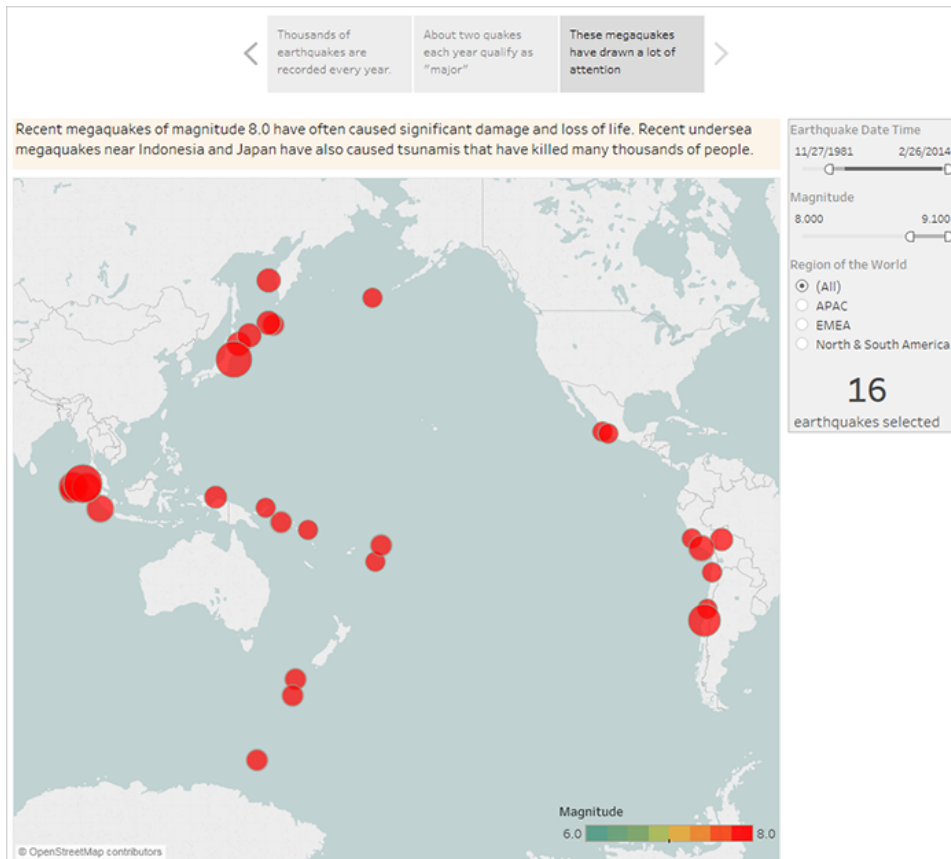 Thousands of
earthquakes are
recorded every year.
About two quakes
each year qualify as
"major"
These megaquakes
have drawn a lot of
attention
Recent megaquakes of magnitude 8.0 have often caused significant damage and loss of life. Recent undersea
megaquakes near Indonesia and Japan have also caused tsunamis that have killed many thousands of people.
Earthquake Date Time
11/27/1981 2/26/2014
Magnitude
8.000 9.100
Region of the World
(All)
APAC
EMEA
North & South America
16
earthquakes selected
Magnitude
6.0 8.0
© OpenStreetMap contributors